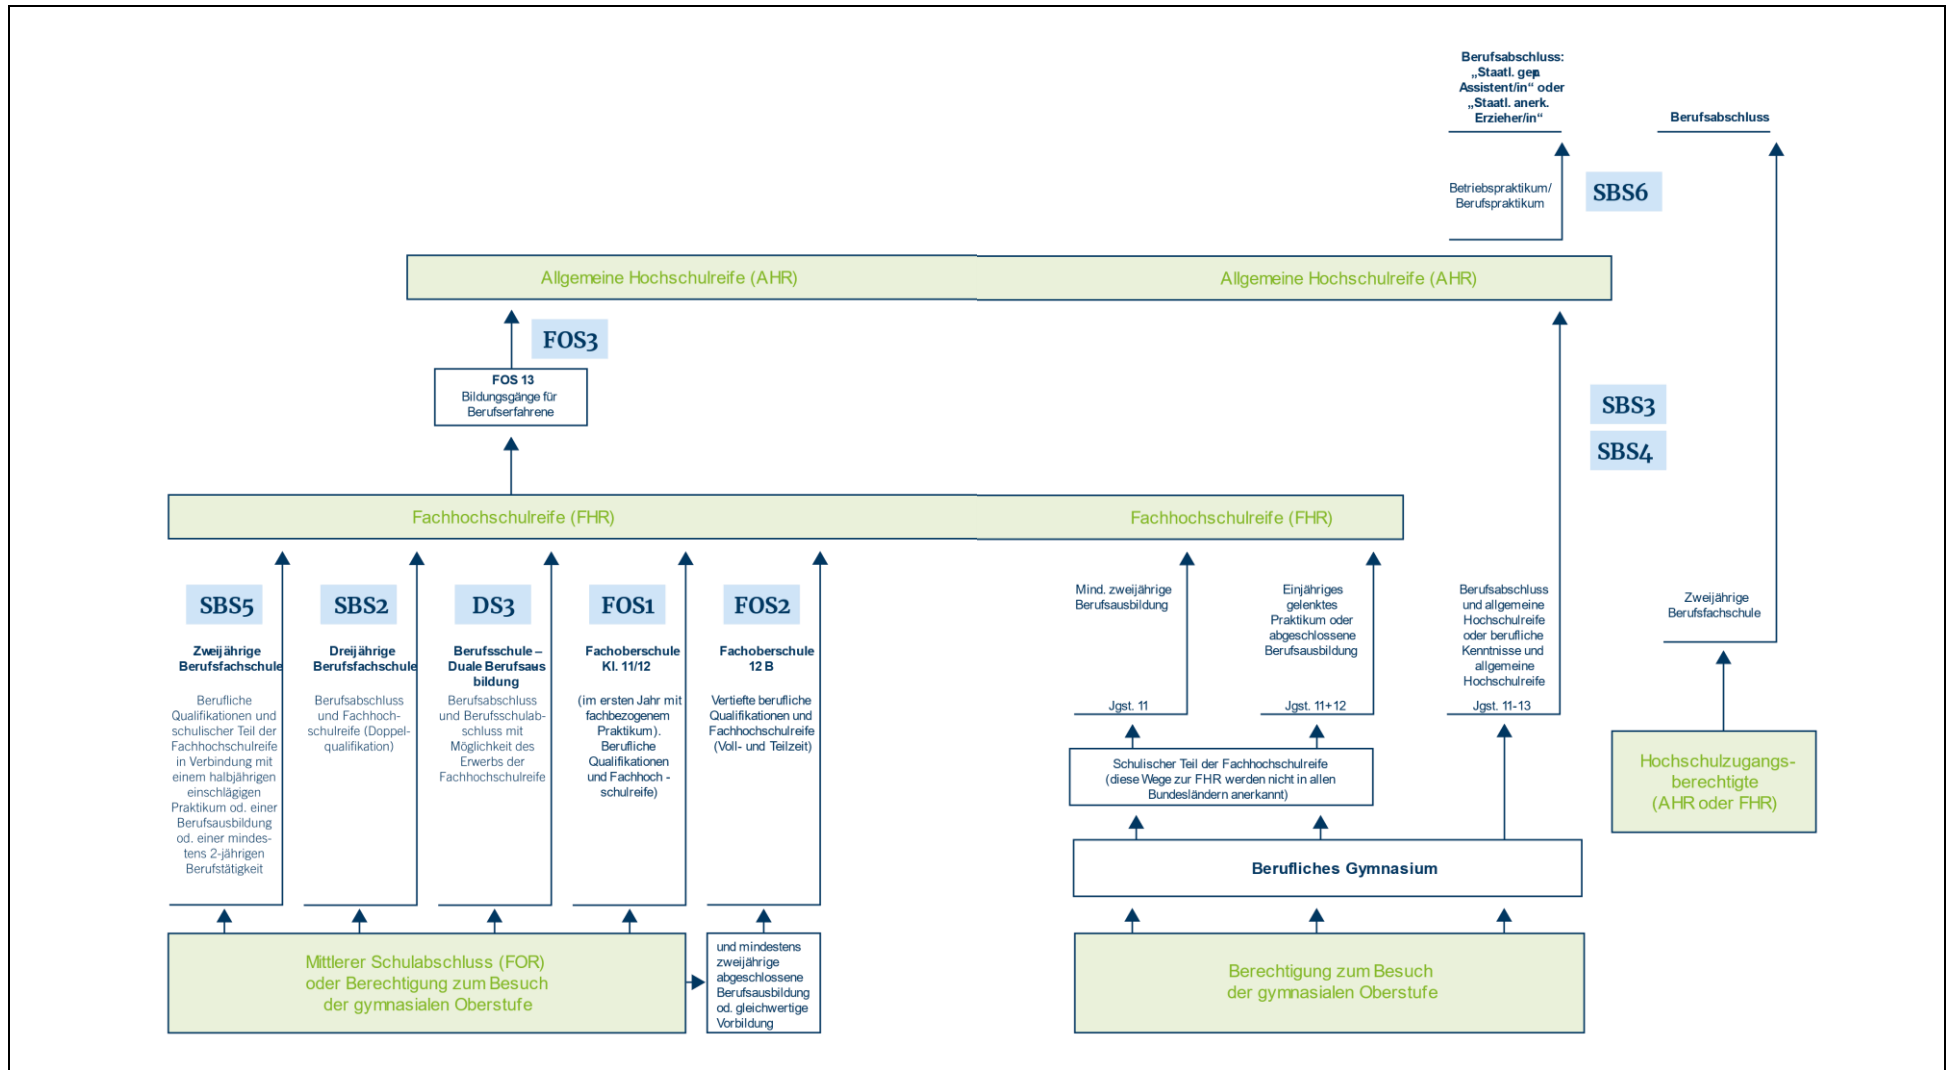 Berufsabschluss:
„Staatl. gep.
Assistent/in“ oder
„Staatl. anerk.
Erzieher/in“
Berufsabschluss
Betriebspraktikum/
Berufspraktikum
SBS6
Allgemeine Hochschulreife (AHR)
Allgemeine Hochschulreife (AHR)
FOS3
FOS 13
Bildungsgänge für
Berufserfahrene
SBS3
SBS4
Fachhochschulreife (FHR)
Fachhochschulreife (FHR)
SBS5
Zweijährige
Berufsfachschule
Berufliche
Qualifikationen und
schulischer Teil der
Fachhochschulreife
in Verbindung mit
einem halbjährigen
einschlägigen
Praktikum od. einer
Berufsausbildung
od. einer mindes-
tens 2-jährigen
Berufstätigkeit
SBS2
Dreijährige
Berufsfachschule
Berufsabschluss
und Fachhoch-
schulreife (Doppel-
qualifikation)
DS3
Berufsschule –
Duale Berufsaus-
bildung
Berufsabschluss
und Berufsschulab-
schluss mit
Möglichkeit des
Erwerbs der
Fachhochschulreife
FOS1
Fachoberschule
Kl. 11/12
(im ersten Jahr mit
fachbezogenem
Praktikum).
Berufliche
Qualifikationen
und Fachhoch -
schulreife)
FOS2
Fachoberschule
12 B
Vertiefte berufliche
Qualifikationen und
Fachhochschulreife
(Voll- und Teilzeit)
Mind. zweijährige
Berufsausbildung
Jgst. 11
Einjähriges
gelenktes
Praktikum oder
abgeschlossene
Berufsausbildung
Jgst. 11+12
Berufsabschluss
und allgemeine
Hochschulreife
oder berufliche
Kenntnisse und
allgemeine
Hochschulreife
Jgst. 11-13
Zweijährige
Berufsfachschule
Schulischer Teil der Fachhochschulreife
(diese Wege zur FHR werden nicht in allen
Bundesländern anerkannt)
Hochschulzugangs-
berechtigte
(AHR oder FHR)
Berufliches Gymnasium
Mittlerer Schulabschluss (FOR)
oder Berechtigung zum Besuch
der gymnasialen Oberstufe
und mindestens
zweijährige
abgeschlossene
Berufsausbildung
od. gleichwertige
Vorbildung
Berechtigung zum Besuch
der gymnasialen Oberstufe